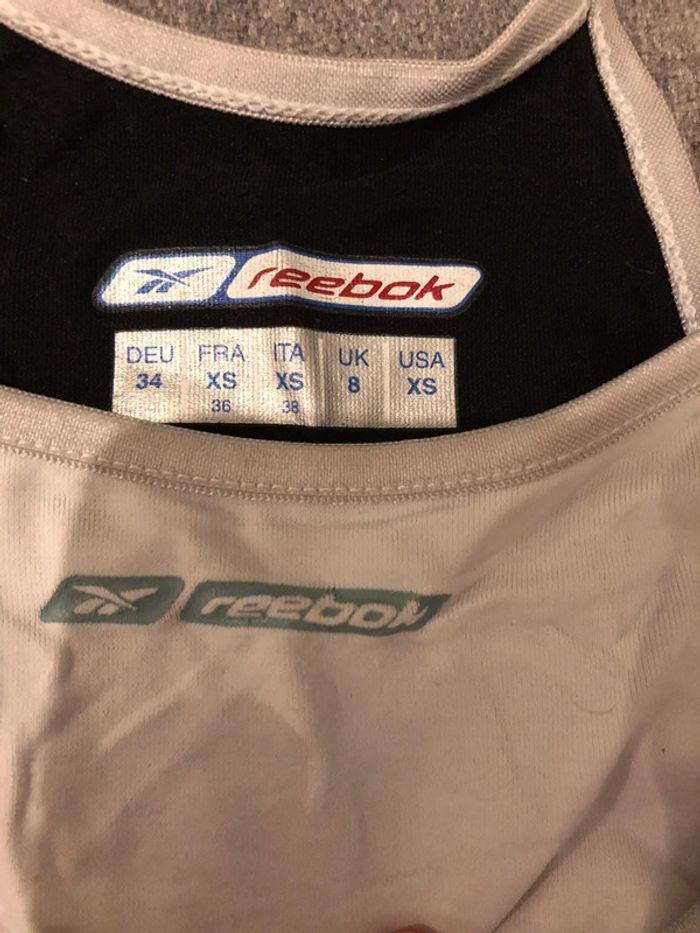 reebok
DEU FRA ITA UK USA
34 XS XS 8 XS
36 38
reebok